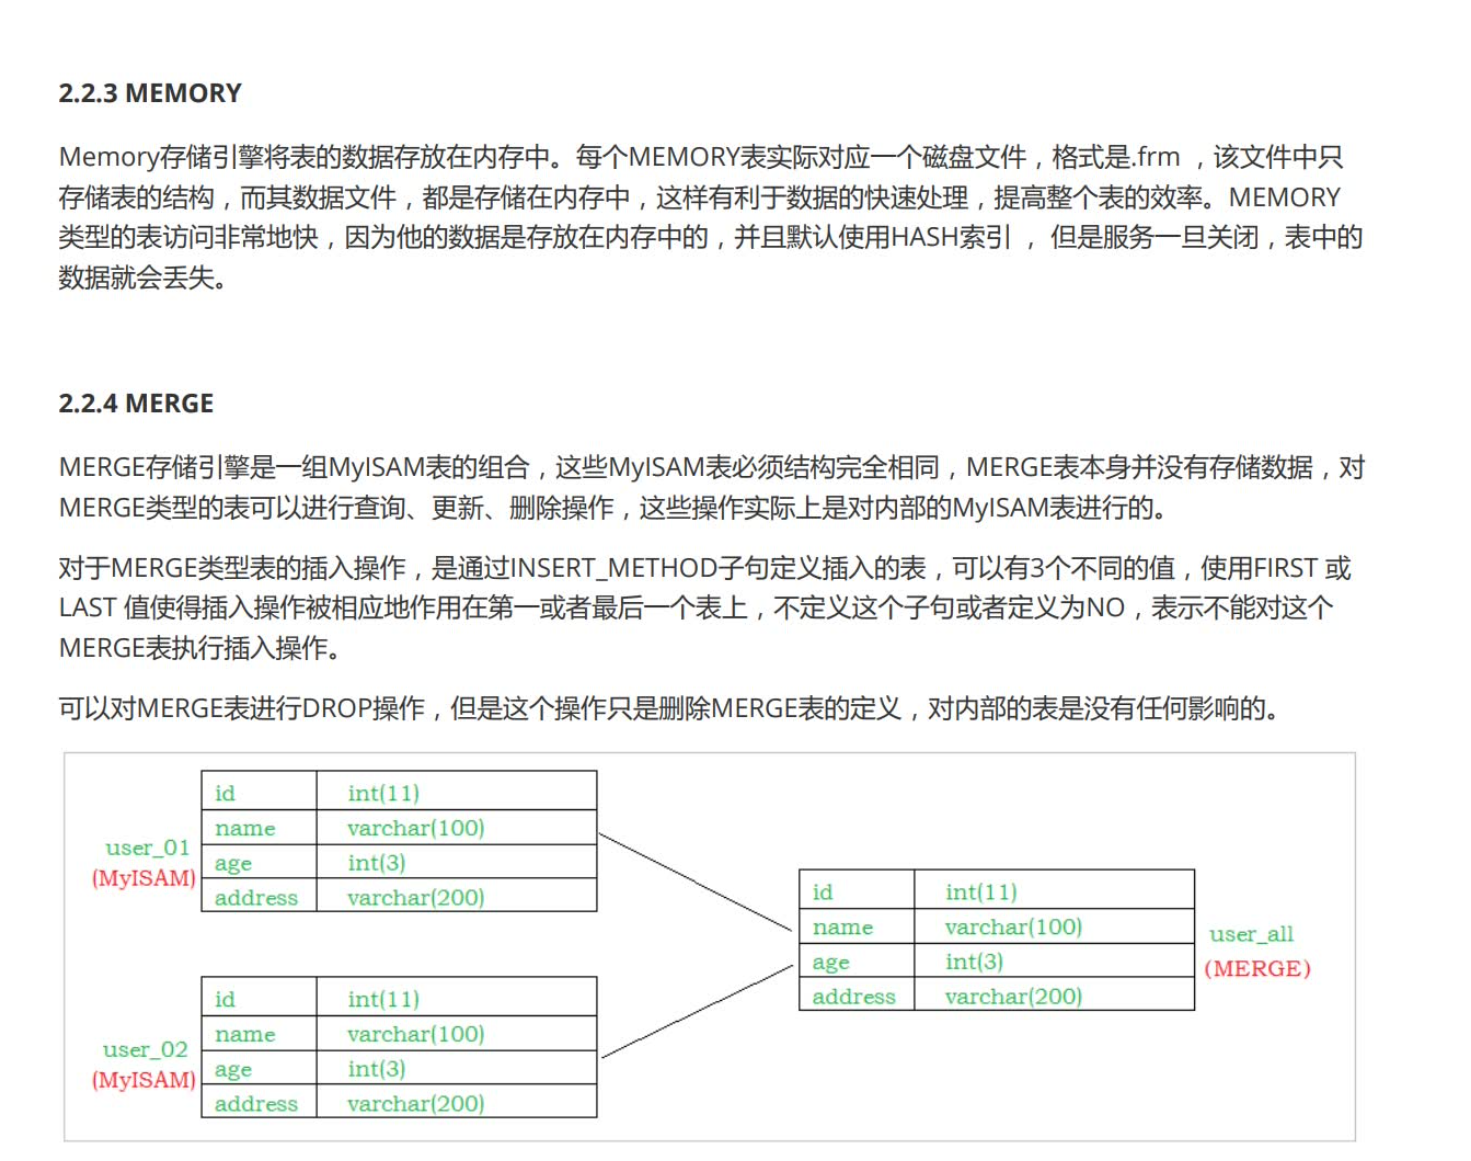 2.2.3 MEMORY
Memory存储引擎将表的数据存放在内存中。每个MEMORY表实际对应一个磁盘文件，格式是.frm ，该文件中只
存储表的结构，而其数据文件，都是存储在内存中，这样有利于数据的快速处理，提高整个表的效率。MEMORY
类型的表访问非常地快，因为他的数据是存放在内存中的，并且默认使用HASH索引 ， 但是服务一旦关闭，表中的
数据就会丢失。
2.2.4 MERGE
MERGE存储引擎是一组MyISAM表的组合，这些MyISAM表必须结构完全相同，MERGE表本身并没有存储数据，对
MERGE类型的表可以进行查询、更新、删除操作，这些操作实际上是对内部的MyISAM表进行的。
对于MERGE类型表的插入操作，是通过INSERT_METHOD子句定义插入的表，可以有3个不同的值，使用FIRST 或
LAST 值使得插入操作被相应地作用在第一或者最后一个表上，不定义这个子句或者定义为NO，表示不能对这个
MERGE表执行插入操作。
可以对MERGE表进行DROP操作，但是这个操作只是删除MERGE表的定义，对内部的表是没有任何影响的。
user_01
(MyISAM)
id int(11)
name varchar(100)
age int(3)
address varchar(200)
user_02
(MyISAM)
id int(11)
name varchar(100)
age int(3)
address varchar(200)
id int(11)
name varchar(100)
age int(3)
address varchar(200)
user_all
(MERGE)